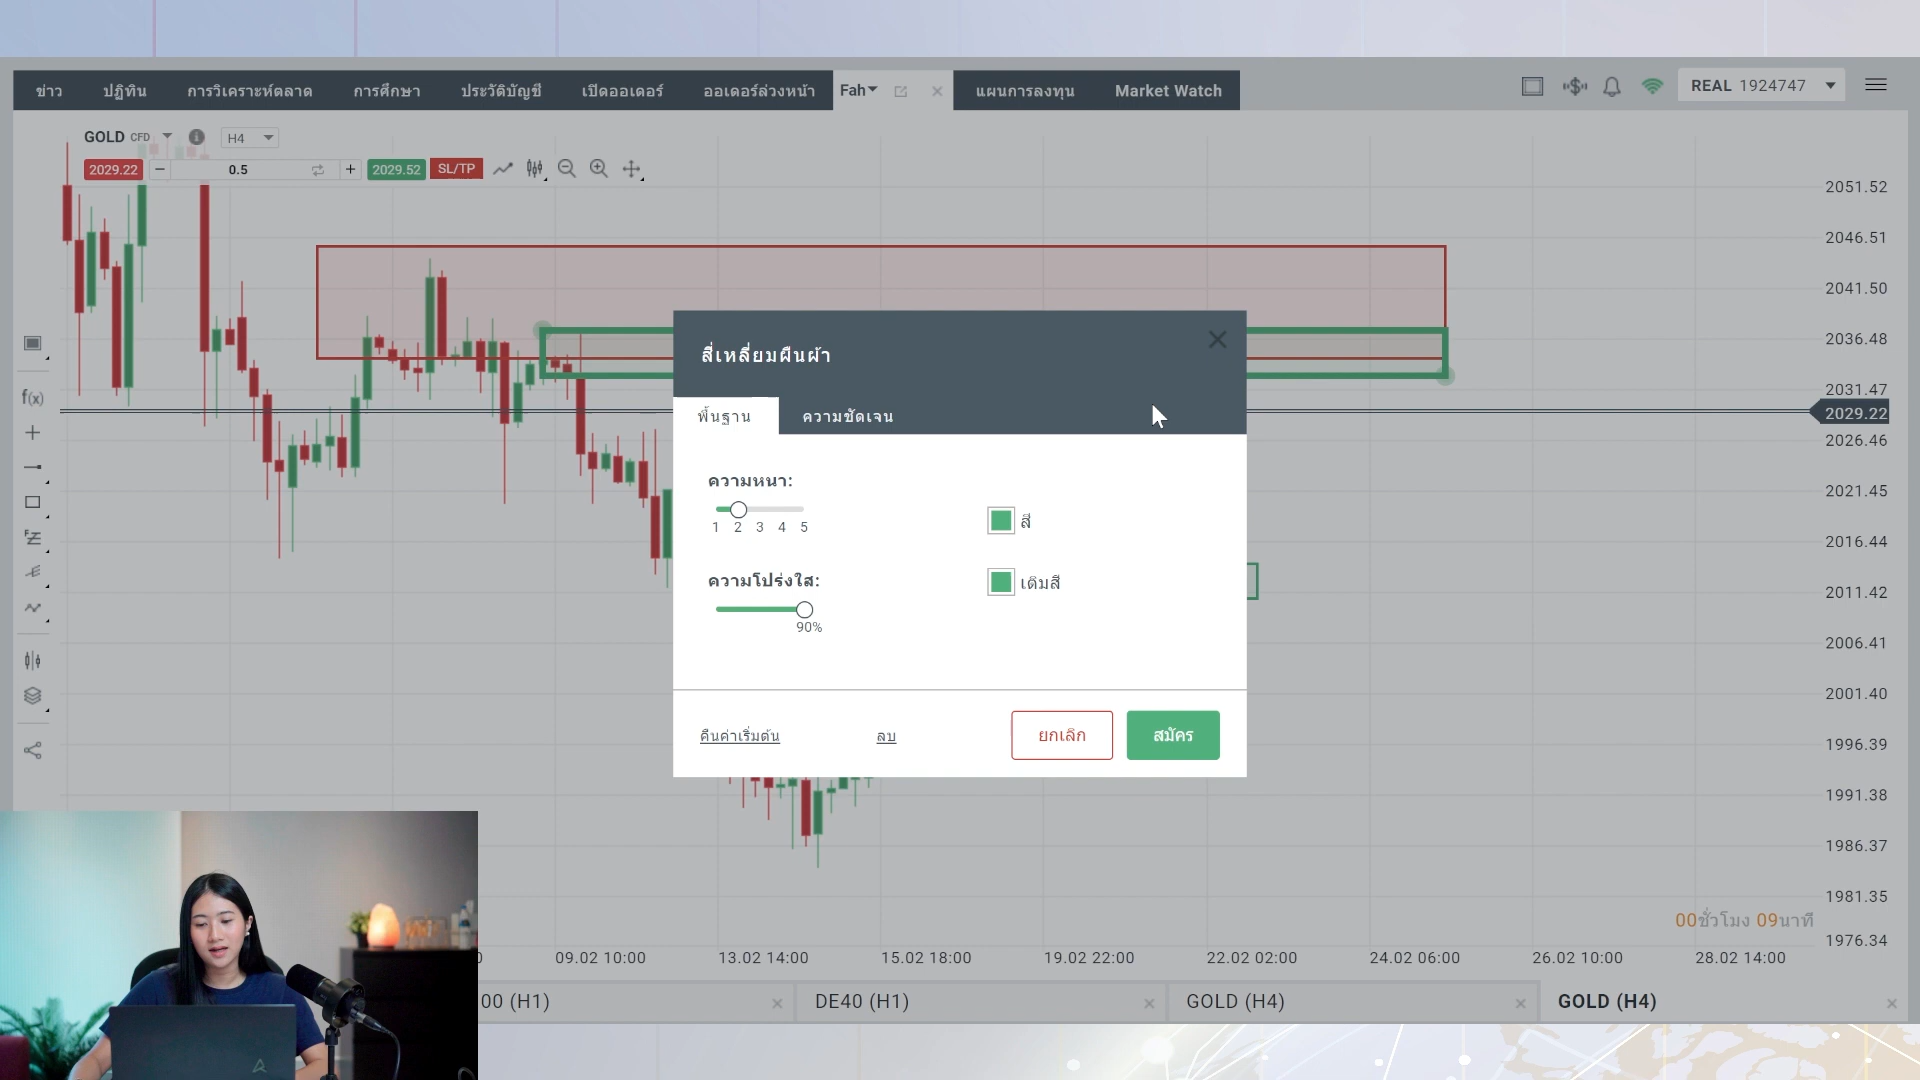 ข่าว ปฏิทิน การวิเคราะห์ตลาด การศึกษา ประวัติบัญชี เปิดออเดอร์ ออเดอร์ล่วงหน้า Fah แผนการลงทุน Market Watch REAL 1924747
GOLD CFD H4
2029.22 0.5 2029.52 SL/TP
2051.52
2046.51
2041.50
2036.48
2031.47
2029.22
2026.46
2021.45
2016.44
2011.42
2006.41
2001.40
1996.39
1991.38
1986.37
1981.35
1976.34
f(x)
สี่เหลี่ยมผืนผ้า
พื้นฐาน ความชัดเจน
ความหนา:
1 2 3 4 5
สี
ความโปร่งใส:
90%
เติมสี
คืนค่าเริ่มต้น ลบ ยกเลิก สมัคร
00ชั่วโมง 09นาที
09.02 10:00 13.02 14:00 15.02 18:00 19.02 22:00 22.02 02:00 24.02 06:00 26.02 10:00 28.02 14:00
00 (H1) DE40 (H1) GOLD (H4) GOLD (H4)